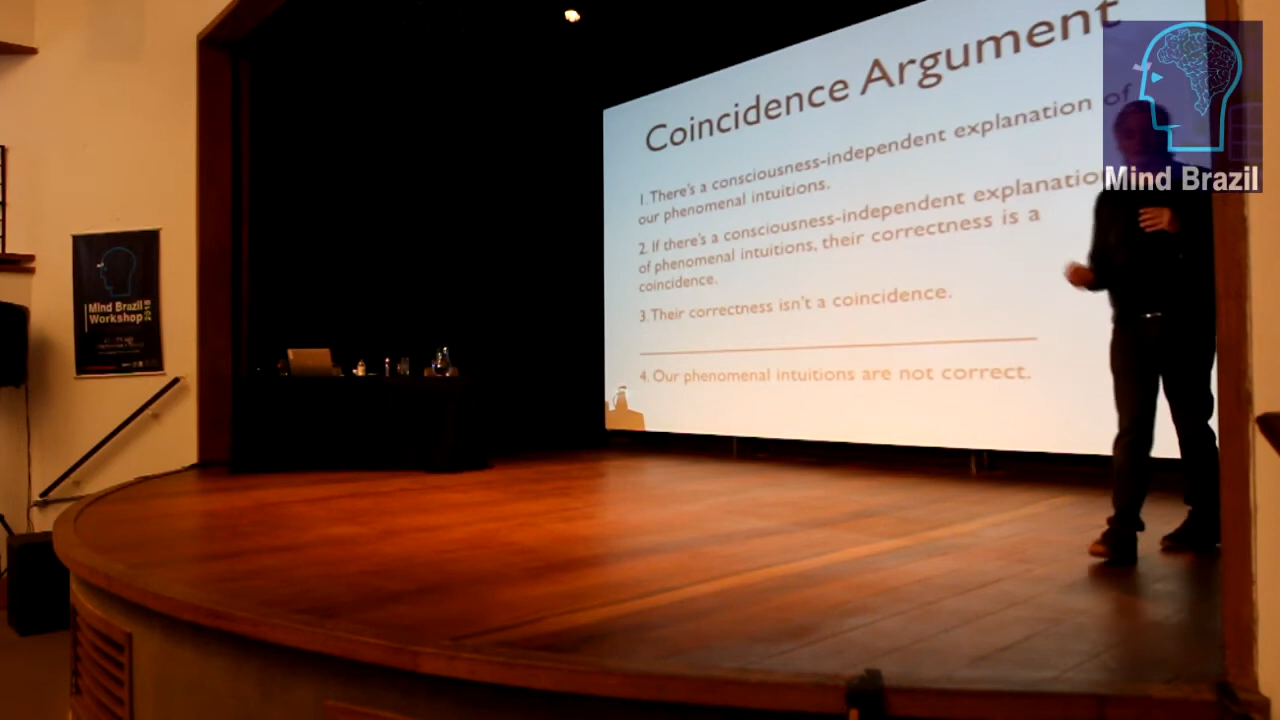 Coincidence Argument
1. There's a consciousness-independent explanation of
our phenomenal intuitions.
2. If there's a consciousness-independent explanatio
of phenomenal intuitions, their correctness is a
coincidence.
3. Their correctness isn't a coincidence.
4. Our phenomenal intuitions are not correct.
Mind Brazil
Mind Brazil
Workshop 2018